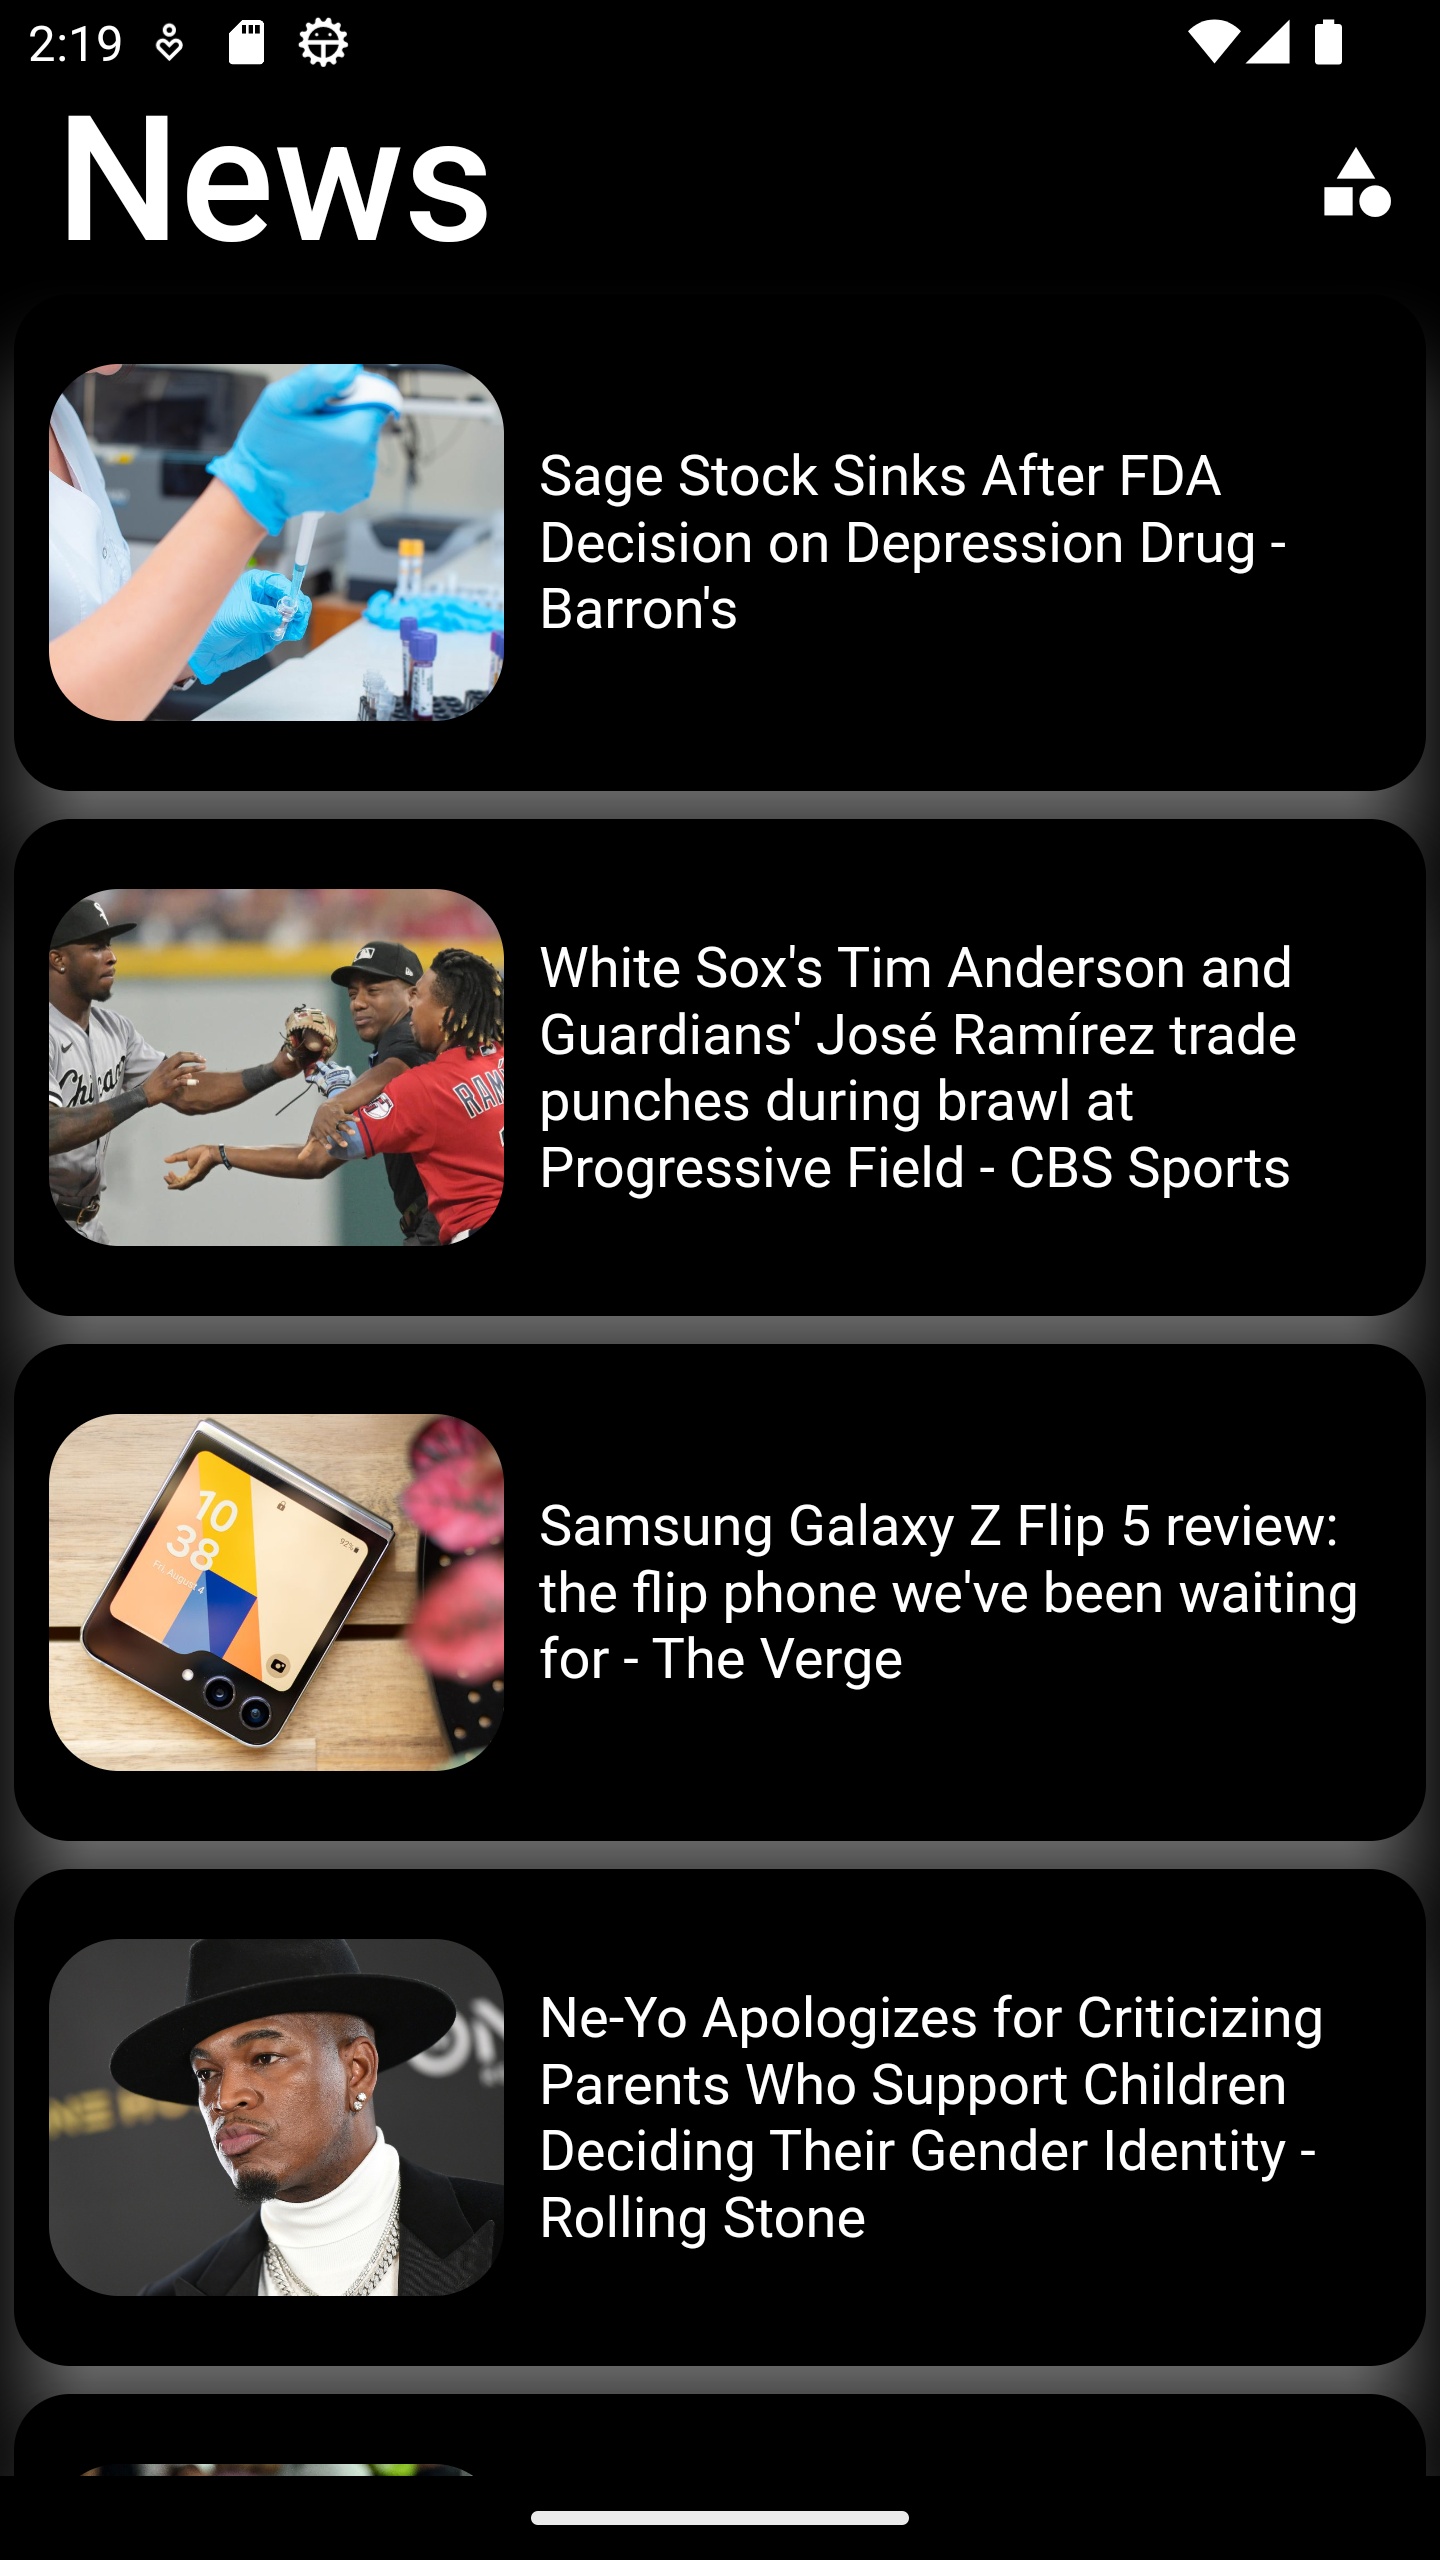 2:19
News
Sage Stock Sinks After FDA
Decision on Depression Drug -
Barron's
White Sox's Tim Anderson and
Guardians' José Ramírez trade
punches during brawl at
Progressive Field - CBS Sports
Chicago
RAM
10
38
Fri, August 4
92%
Samsung Galaxy Z Flip 5 review:
the flip phone we've been waiting
for - The Verge
Ne-Yo Apologizes for Criticizing
Parents Who Support Children
Deciding Their Gender Identity -
Rolling Stone